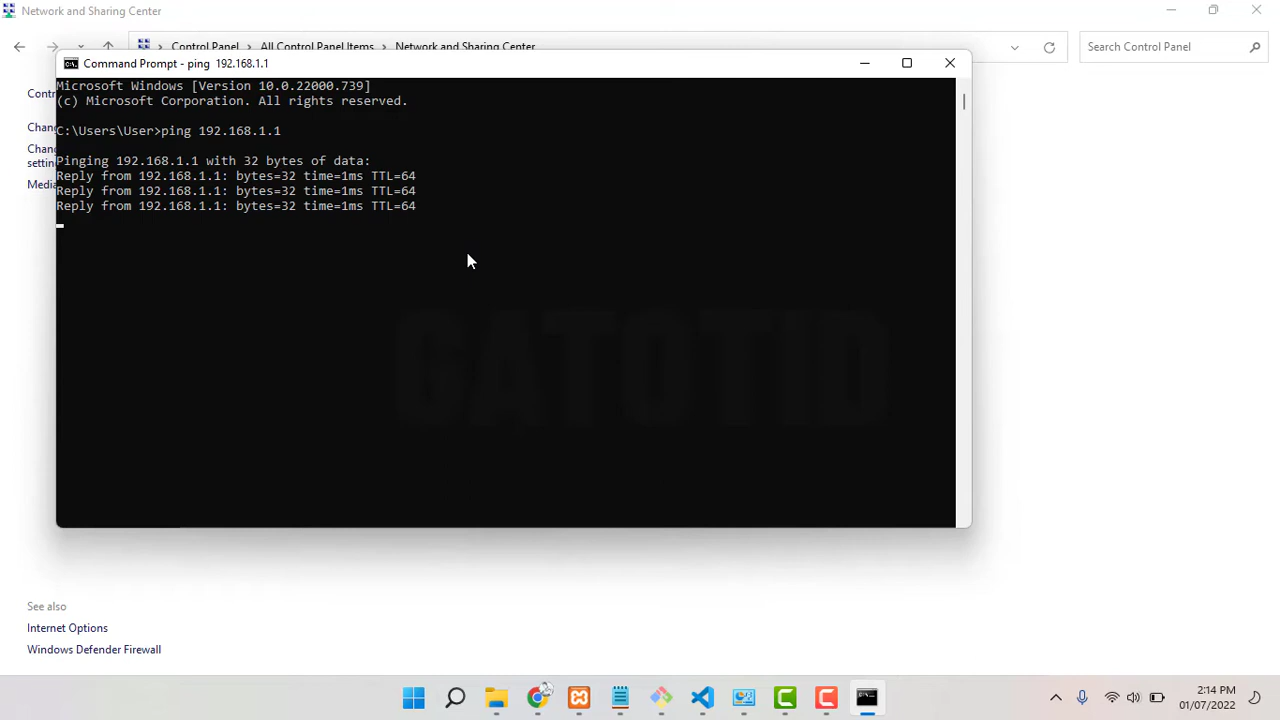 Network and Sharing Center
Control Panel All Control Panel Items Network and Sharing Center
Search Control Panel
Command Prompt - ping 192.168.1.1
Microsoft Windows [Version 10.0.22000.739]
(c) Microsoft Corporation. All rights reserved.
C:\Users\User>ping 192.168.1.1
Pinging 192.168.1.1 with 32 bytes of data:
Reply from 192.168.1.1: bytes=32 time=1ms TTL=64
Reply from 192.168.1.1: bytes=32 time=1ms TTL=64
Reply from 192.168.1.1: bytes=32 time=1ms TTL=64
GATOTID
See also
Internet Options
Windows Defender Firewall
2:14 PM
01/07/2022